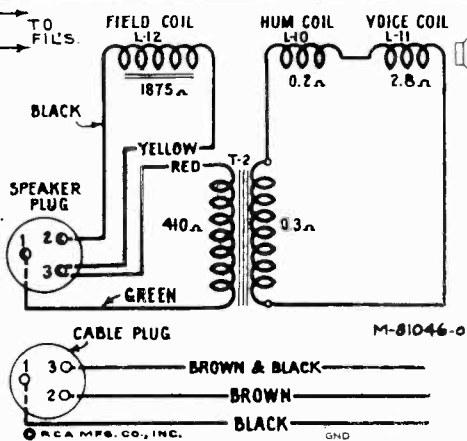 TO
FIL'S.
FIELD COIL
L-12
1875Ω
HUM COIL
L-10
0.2Ω
VOICE COIL
L-11
2.8Ω
BLACK
YELLOW
RED
T-2
SPEAKER
PLUG
2
1
3
410Ω
0.3Ω
GREEN
M-81046-0
CABLE PLUG
3
1
2
BROWN & BLACK
BROWN
BLACK
RCA MFG. CO., INC.
GND